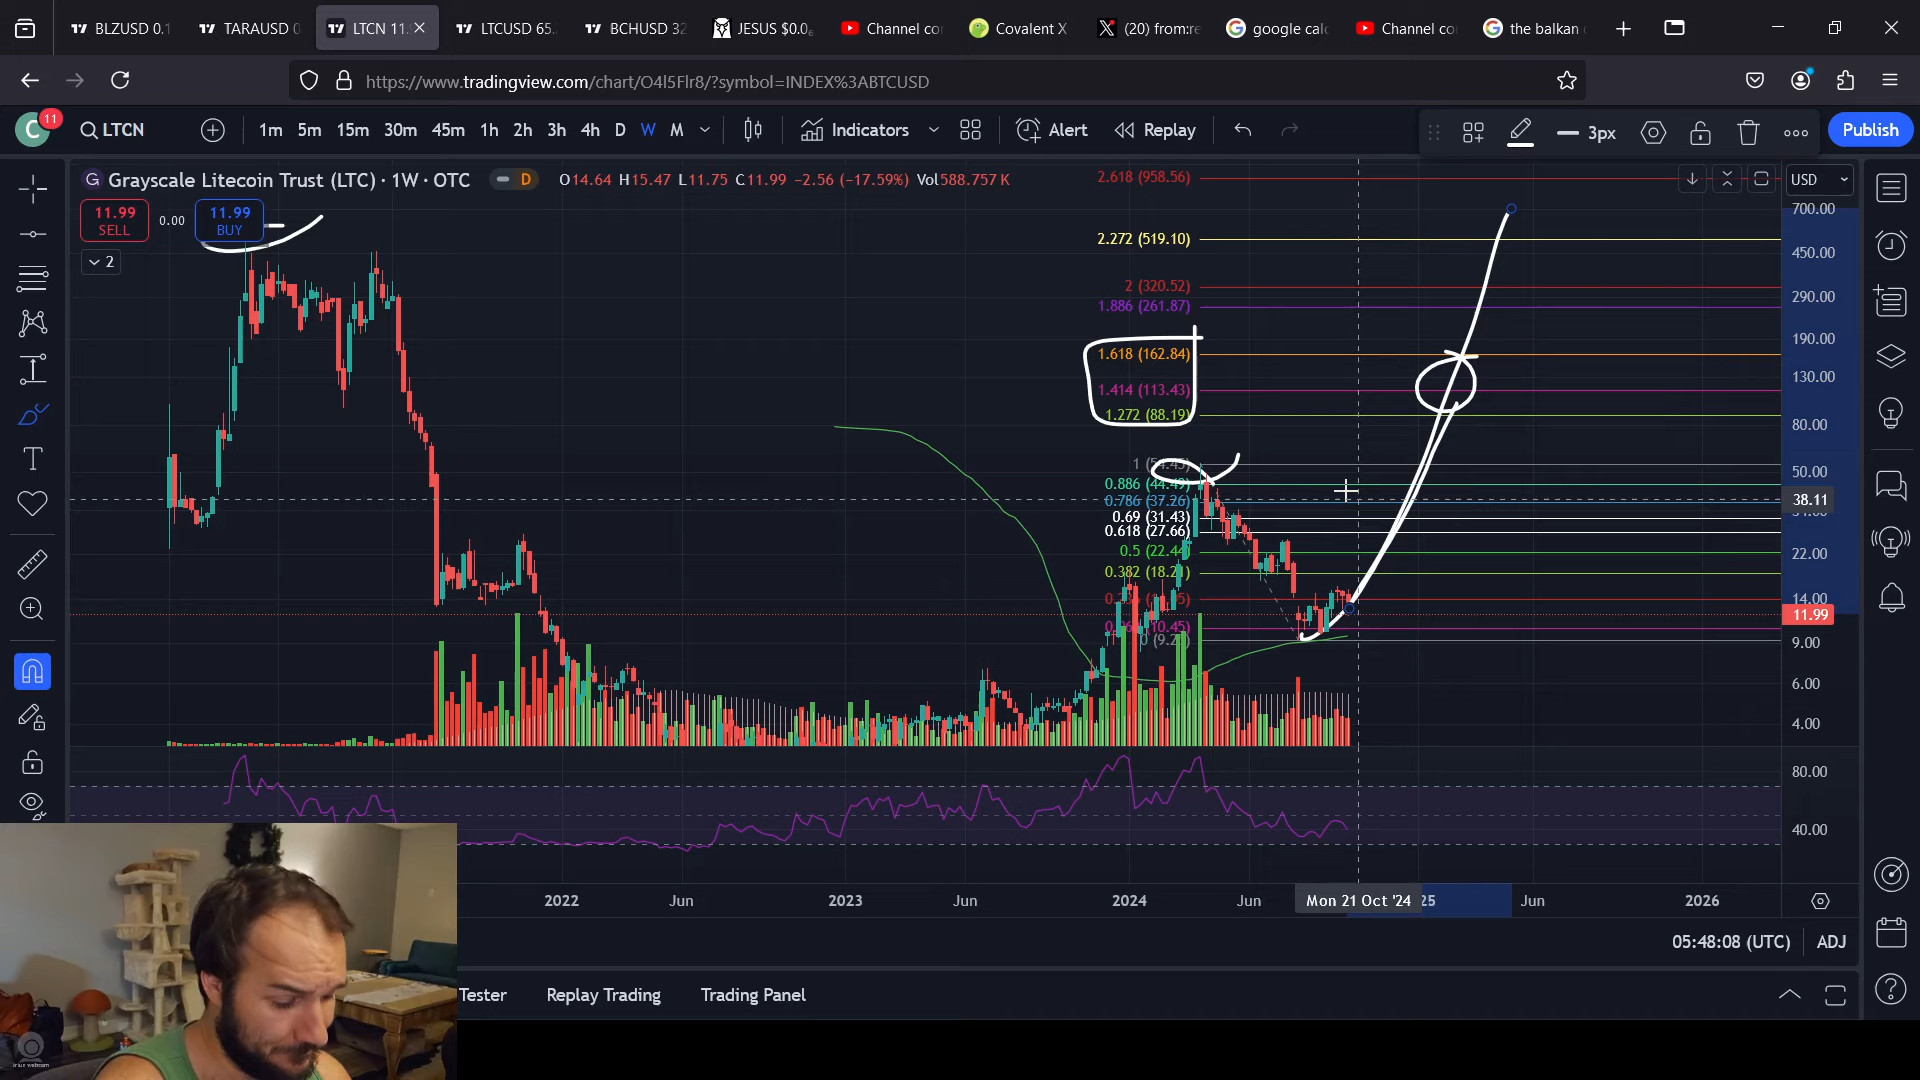 BLZUSD 0.1
TARAUSD 0
LTCN 11.
LTCUSD 65.
BCHUSD 32
JESUS $0.0
Channel co
Covalent X
(20) from:re
google calc
Channel co
the balkan
https://www.tradingview.com/chart/O4l5Flr8/?symbol=INDEX%3ABTCUSD
C
11
LTCN
1m 5m 15m 30m 45m 1h 2h 3h 4h D W M
Indicators
Alert
Replay
3px
Publish
Grayscale Litecoin Trust (LTC) · 1W · OTC
D
O14.64 H15.47 L11.75 C11.99 −2.56 (−17.59%) Vol588.757 K
11.99
SELL
0.00
11.99
BUY
2
USD
2.618 (958.56)
2.272 (519.10)
2 (320.52)
1.886 (261.87)
1.618 (162.84)
1.414 (113.43)
1.272 (88.19)
1 (54.45)
0.886 (44.49)
0.786 (37.26)
0.69 (31.43)
0.618 (27.66)
0.5 (22.44)
0.382 (18.21)
700.00
450.00
290.00
190.00
130.00
80.00
50.00
38.11
22.00
14.00
11.99
9.00
6.00
4.00
80.00
40.00
2022
Jun
2023
Jun
2024
Jun
Mon 21 Oct '24
25
Jun
2026
05:48:08 (UTC)
ADJ
Tester
Replay Trading
Trading Panel